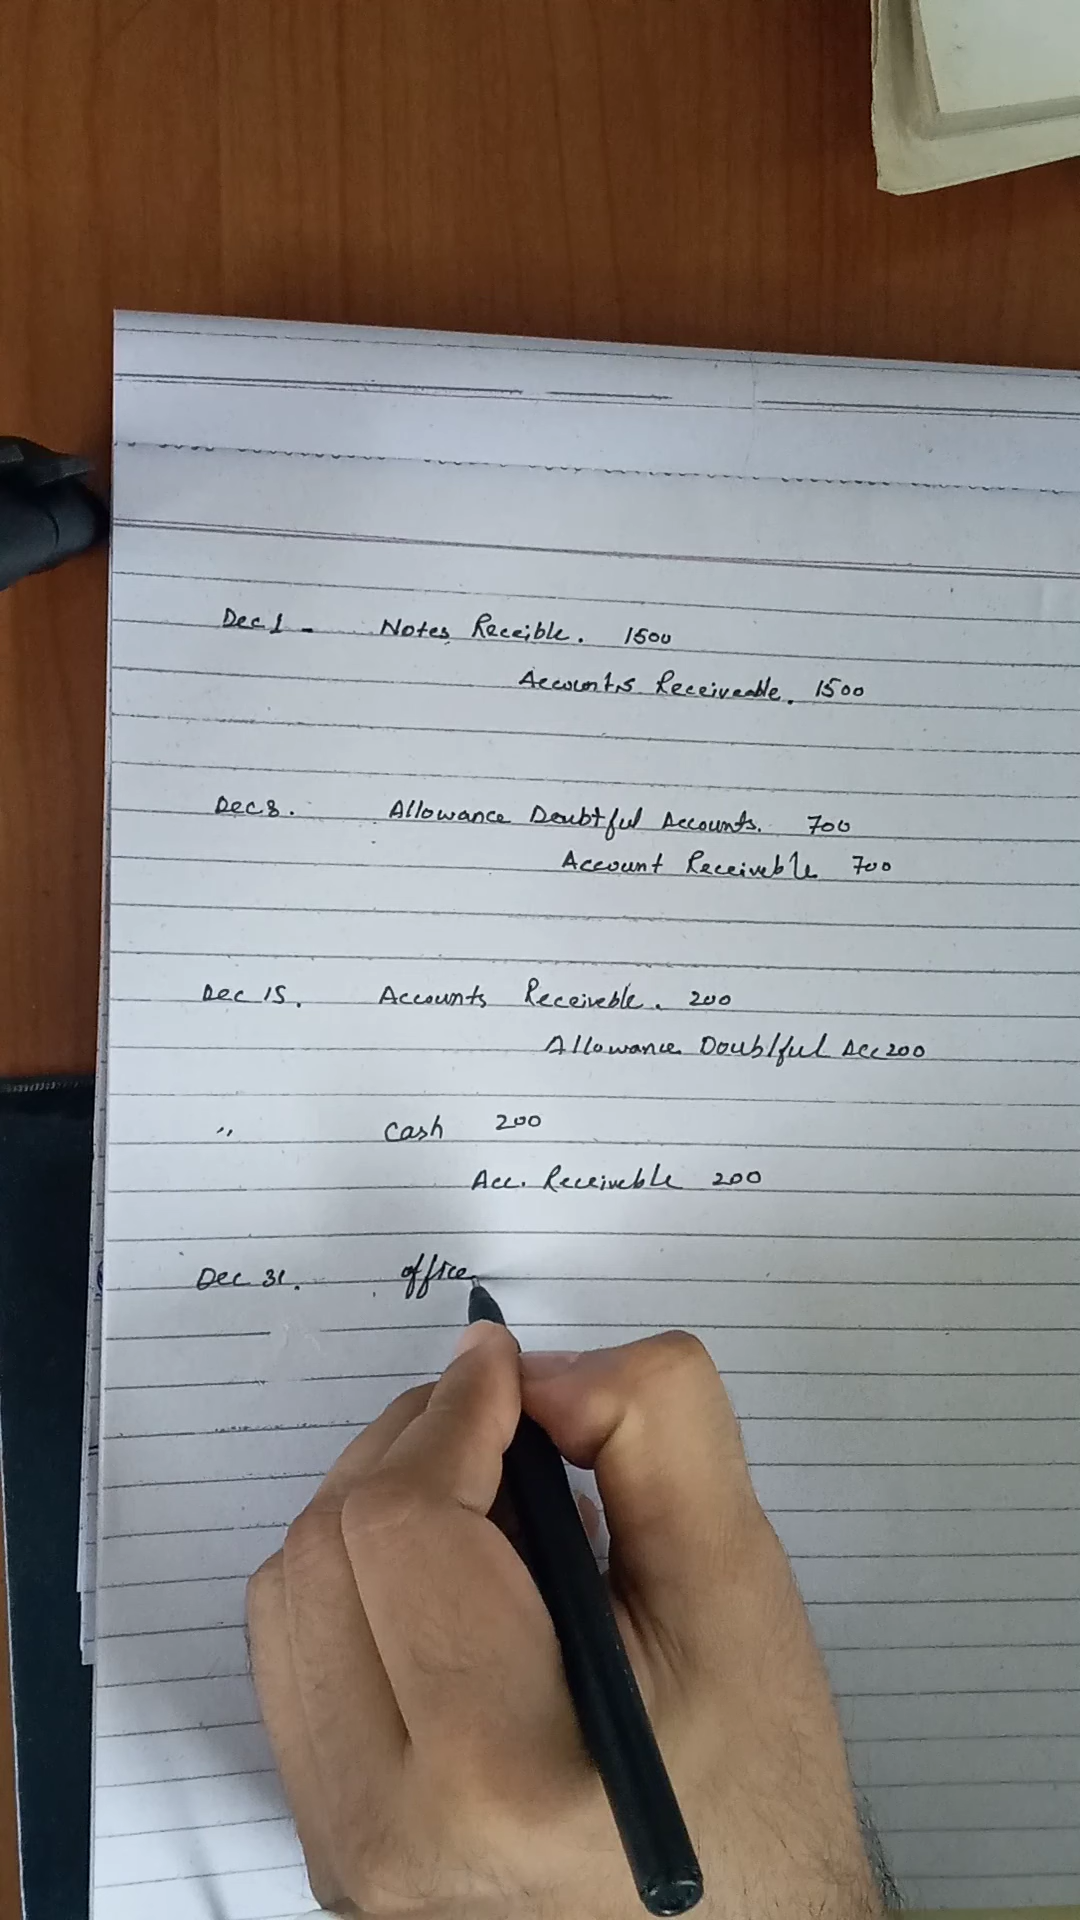 Dec 1 - Notes Receible. 1500
Accounts Receiveable. 1500
Dec 8. Allowance Doubtful Accounts. 700
Account Receiveble 700
Dec 15. Accounts Receiveble. 200
Allowance Doubtful Acc 200
" Cash 200
Acc. Receiveble 200
Dec 31. office